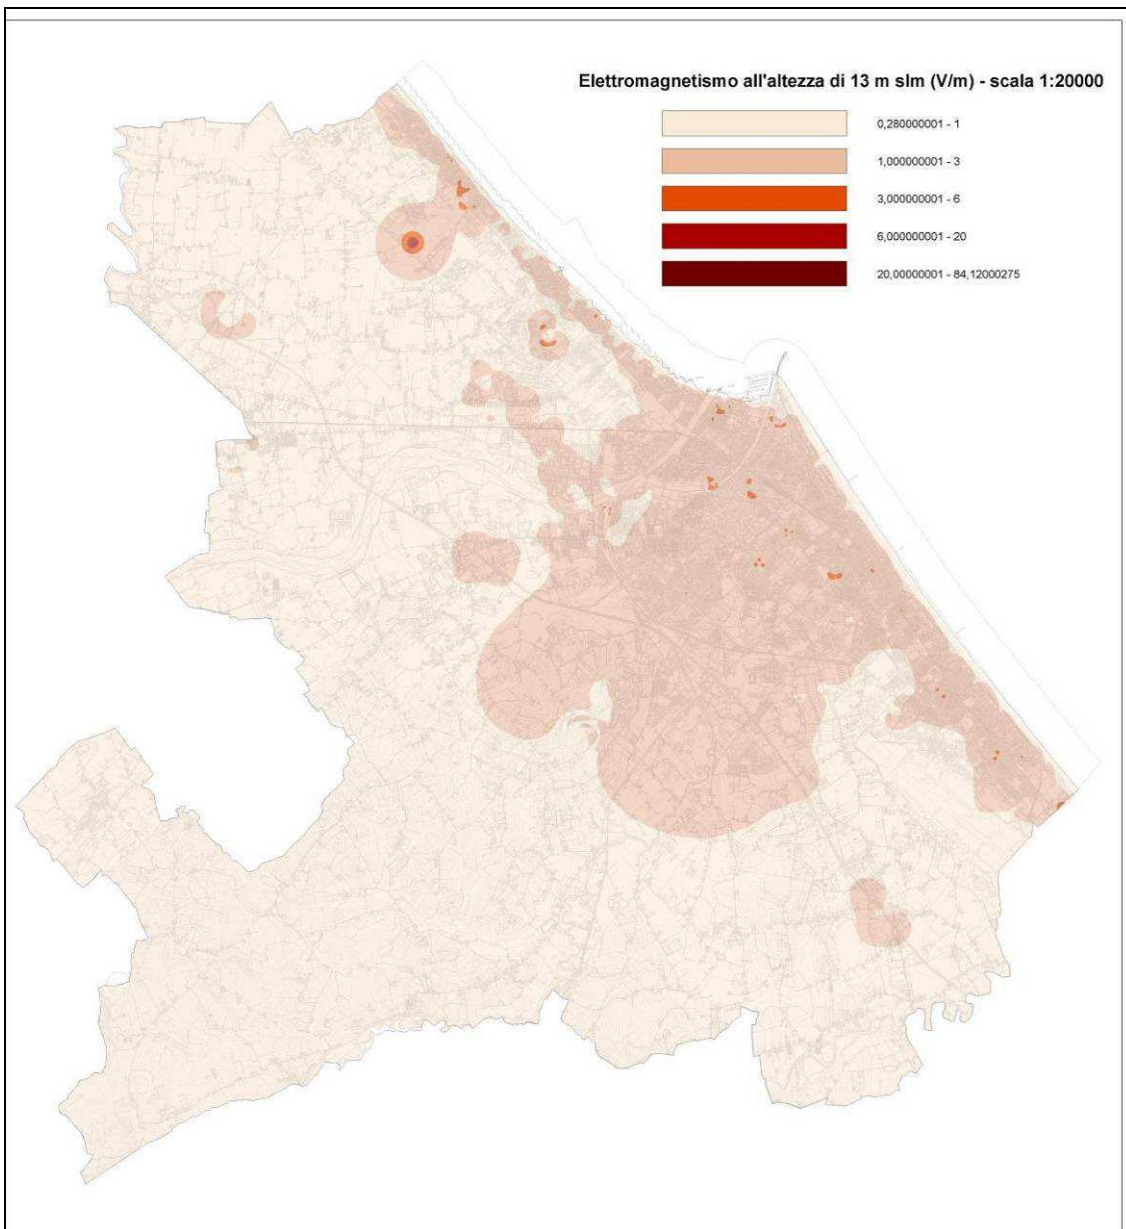 Elettromagnetismo all'altezza di 13 m slm (V/m) - scala 1:20000
0,280000001 - 1
1,000000001 - 3
3,000000001 - 6
6,000000001 - 20
20,00000001 - 84,12000275